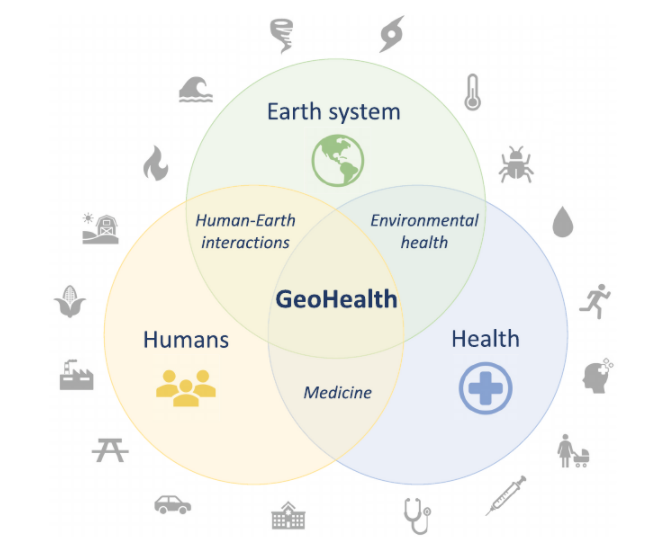 Earth system
Human-Earth
interactions
Environmental
health
GeoHealth
Humans
Health
Medicine